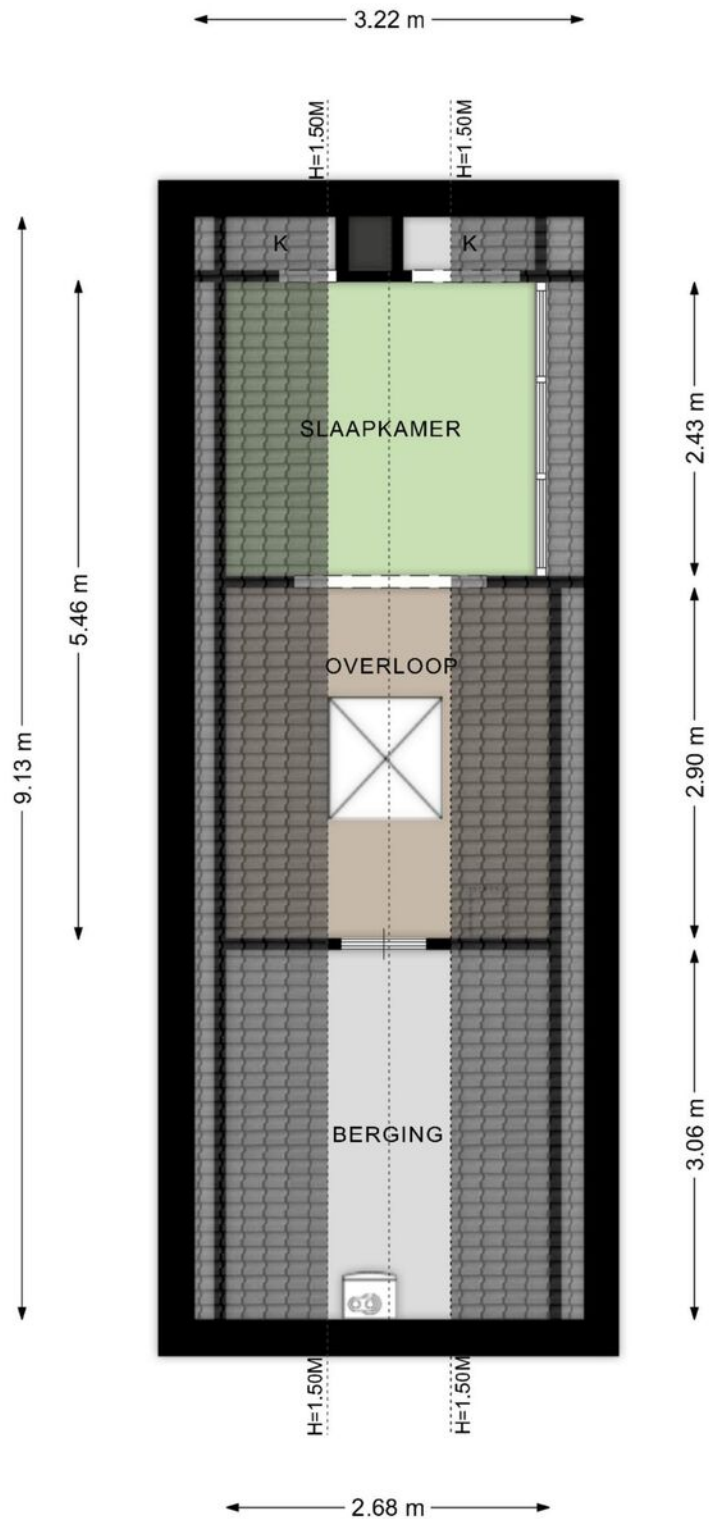 3.22 m
H=1.50M
H=1.50M
K
K
SLAAPKAMER
2.43 m
5.46 m
OVERLOOP
9.13 m
2.90 m
BERGING
3.06 m
H=1.50M
H=1.50M
2.68 m